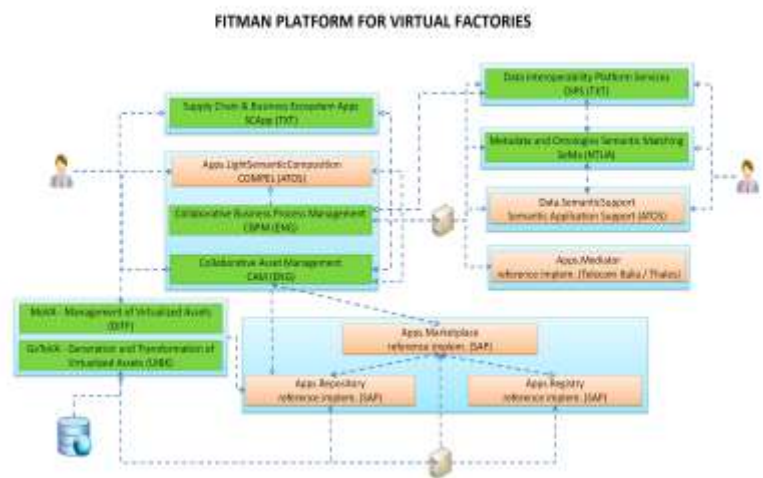 FITMAN PLATFORM FOR VIRTUAL FACTORIES
Supply Chain & Business Ecosystem Apps
SCApp (TXT)
Apps.LightSemanticComposition
COMPEL (ATOS)
Collaborative Business Process Management
CBPM (ENG)
Collaborative Asset Management
CAM (ENG)
Data Interoperability Platform Services
DIPS (TXT)
Metadata and Ontologies Semantic Matching
SeMa (NTUA)
Data.SemanticSupport
Semantic Application Support (ATOS)
Apps.Mediator
reference implem. (Telecom Italia / Thales)
Management of Virtualized Assets
Generation and Transformation of
Virtualized Assets
Apps.Marketplace
reference implem. (SAP)
Apps.Repository
reference implem. (SAP)
Apps.Registry
reference implem. (SAP)